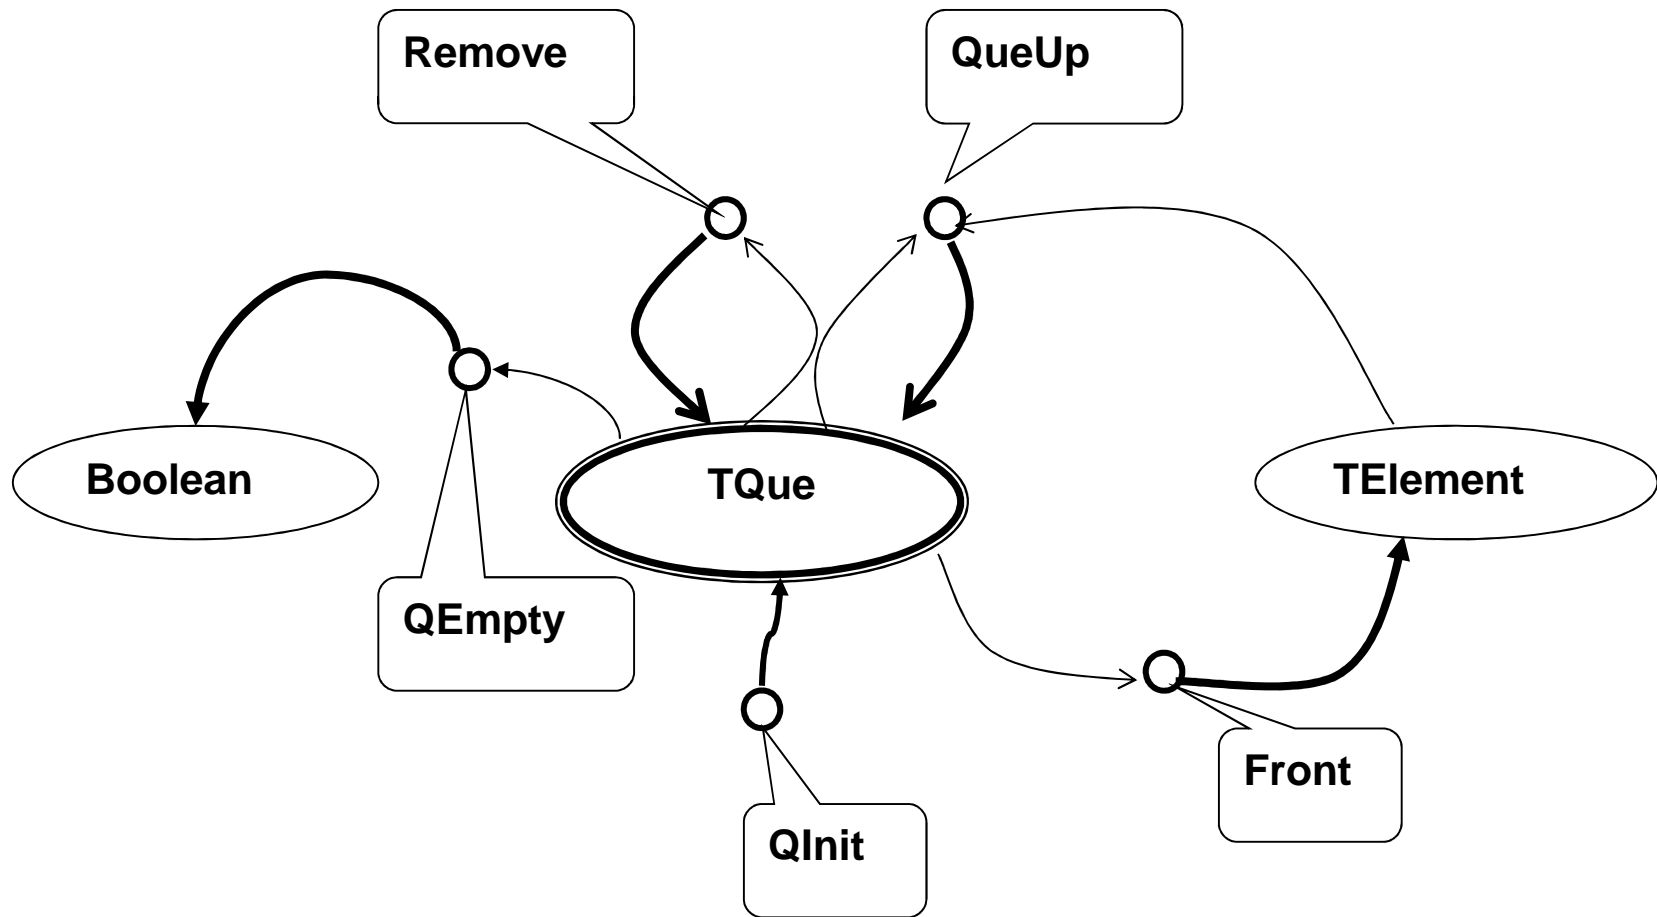 Remove
QueUp
Boolean
TQue
TElement
QEmpty
Front
QInit